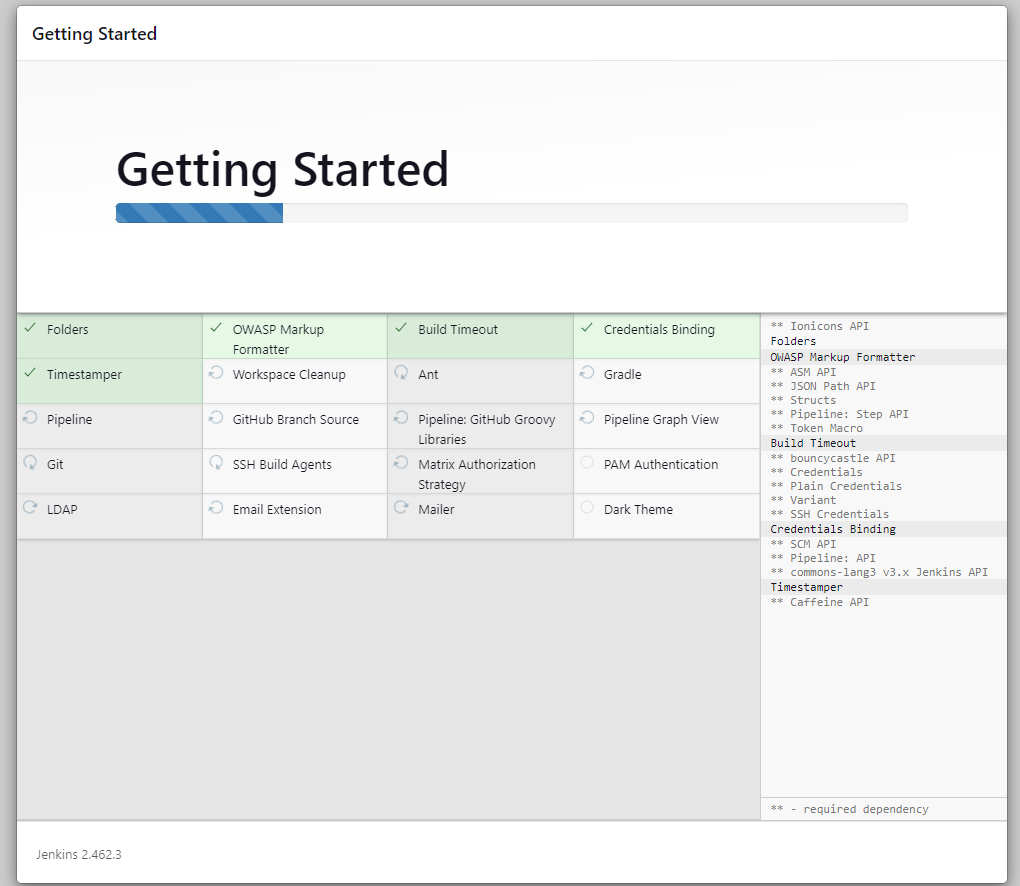 Getting Started
Getting Started
Folders
OWASP Markup
Formatter
Build Timeout
Credentials Binding
Timestamper
Workspace Cleanup
Ant
Gradle
Pipeline
GitHub Branch Source
Pipeline: GitHub Groovy
Libraries
Pipeline Graph View
Git
SSH Build Agents
Matrix Authorization
Strategy
PAM Authentication
LDAP
Email Extension
Mailer
Dark Theme
** Ionicons API
Folders
OWASP Markup Formatter
** ASM API
** JSON Path API
** Structs
** Pipeline: Step API
** Token Macro
Build Timeout
** bouncycastle API
** Credentials
** Plain Credentials
** Variant
** SSH Credentials
Credentials Binding
** SCM API
** Pipeline: API
** commons-lang3 v3.x Jenkins API
Timestamper
** Caffeine API
** - required dependency
Jenkins 2.462.3